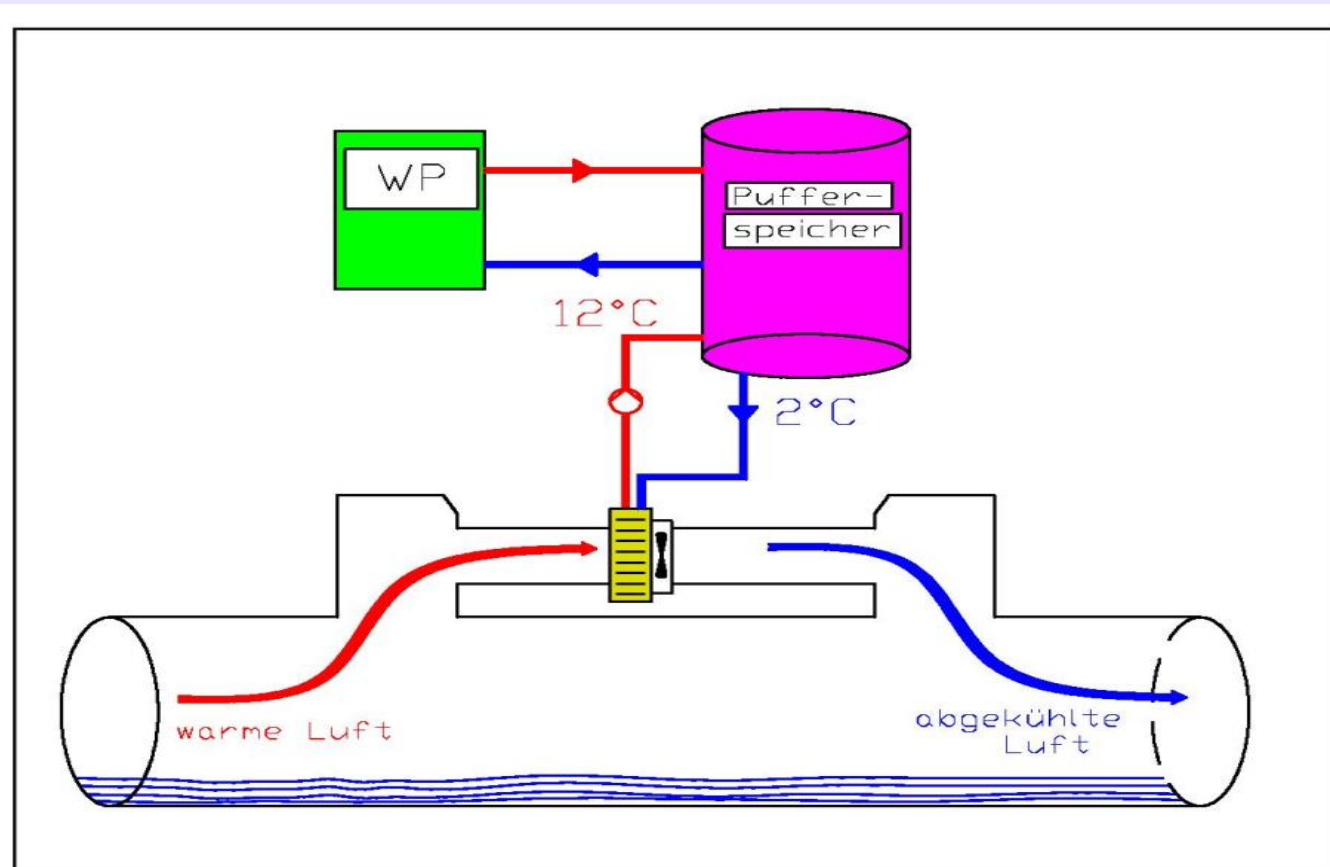 WP
Puffer-
speicher
12°C
2°C
warme Luft
abgekühlte
Luft